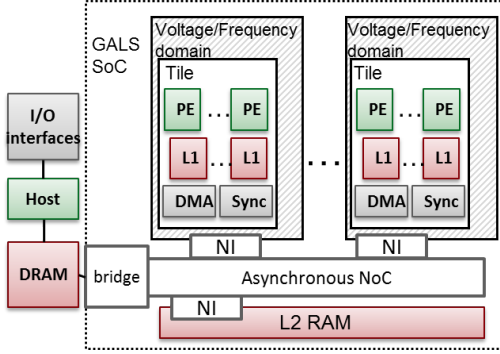 GALS
SoC
Voltage/Frequency
domain
Tile
PE ... PE
L1 ... L1
DMA Sync
NI
...
Voltage/Frequency
domain
Tile
PE ... PE
L1 ... L1
DMA Sync
NI
I/O
interfaces
Host
DRAM
bridge
Asynchronous NoC
NI
L2 RAM